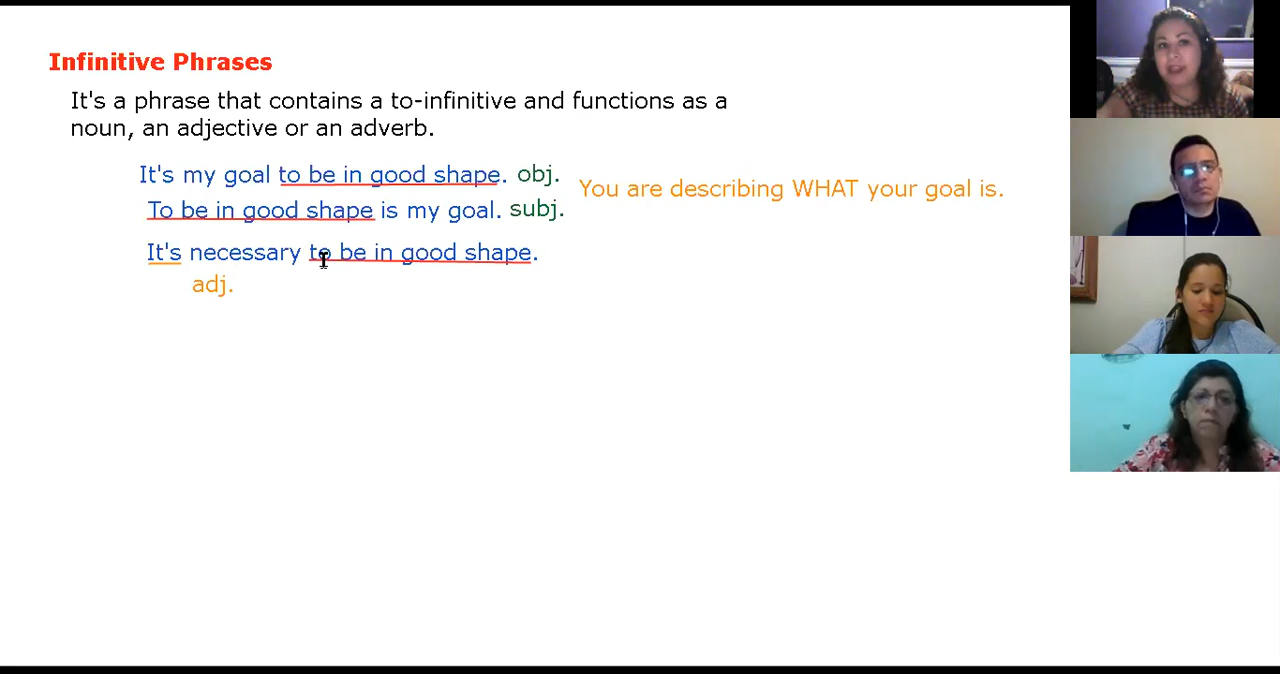 Infinitive Phrases
It's a phrase that contains a to-infinitive and functions as a
noun, an adjective or an adverb.
It's my goal to be in good shape. obj.
You are describing WHAT your goal is.
To be in good shape is my goal. subj.
It's necessary to be in good shape.
adj.